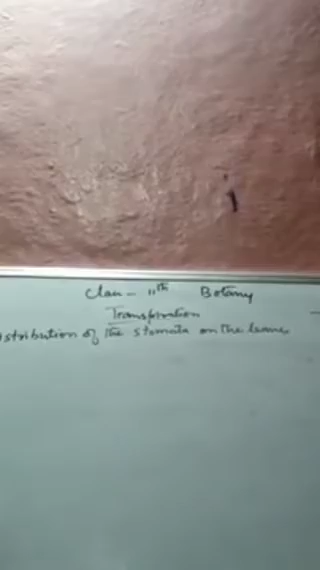 Class - 11th Botany
Transpiration
istribution of the stomata on the leaves